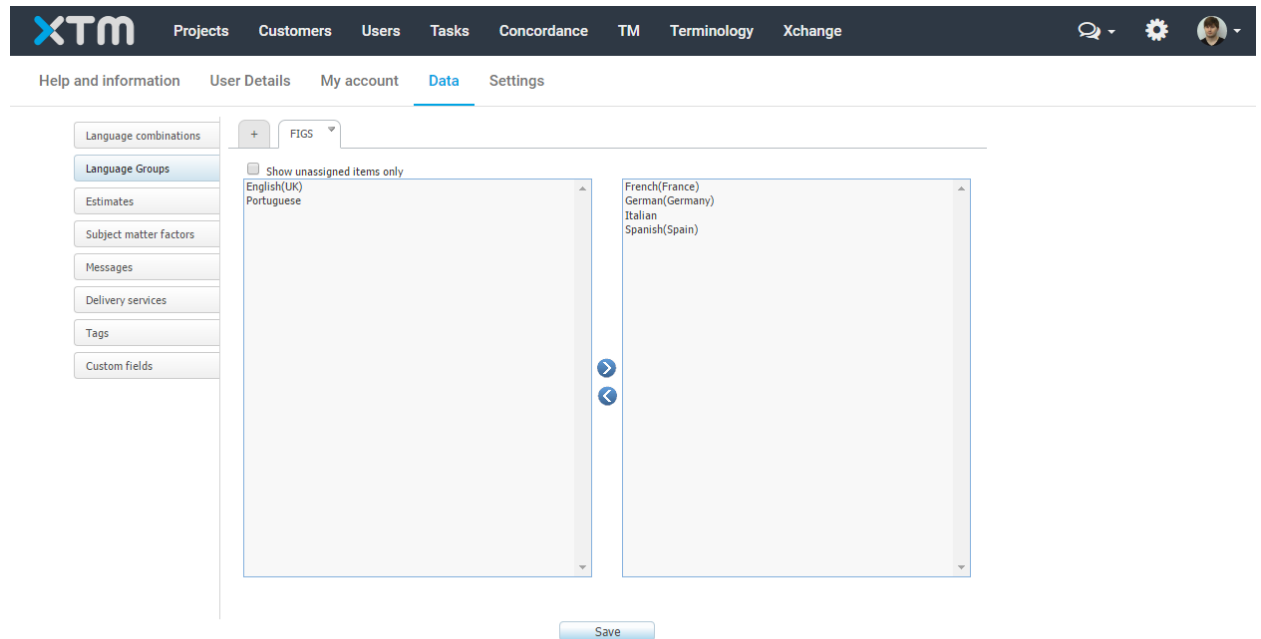 XTM Projects Customers Users Tasks Concordance TM Terminology Xchange
Help and information User Details My account Data Settings
Language combinations
Language Groups
Estimates
Subject matter factors
Messages
Delivery services
Tags
Custom fields
+ FIGS
Show unassigned items only
English(UK)
Portuguese
French(France)
German(Germany)
Italian
Spanish(Spain)
Save